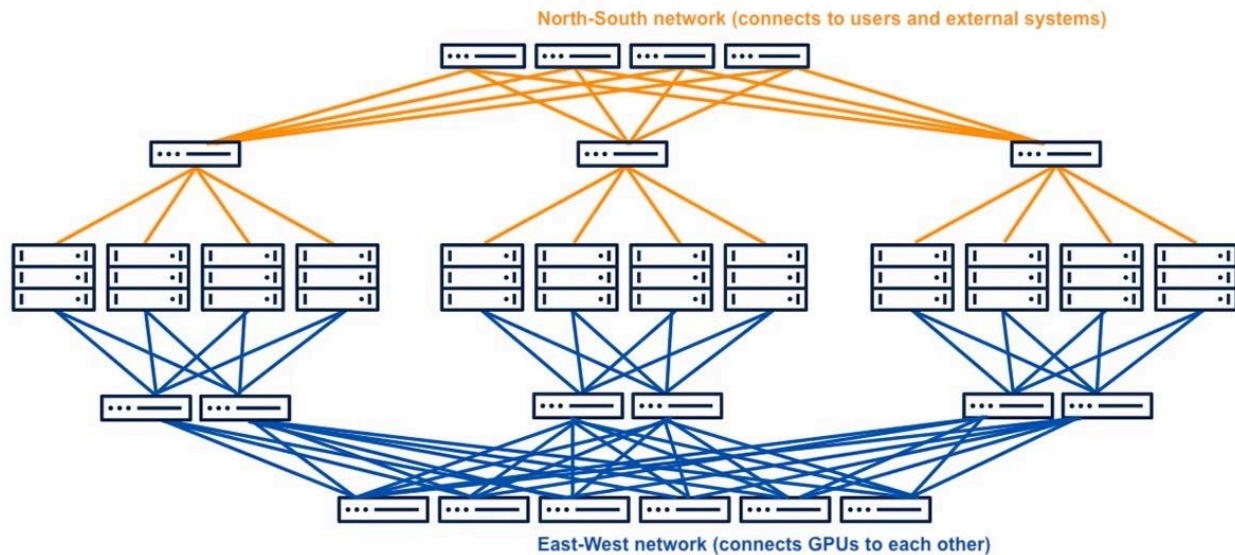 North-South network (connects to users and external systems)
East-West network (connects GPUs to each other)